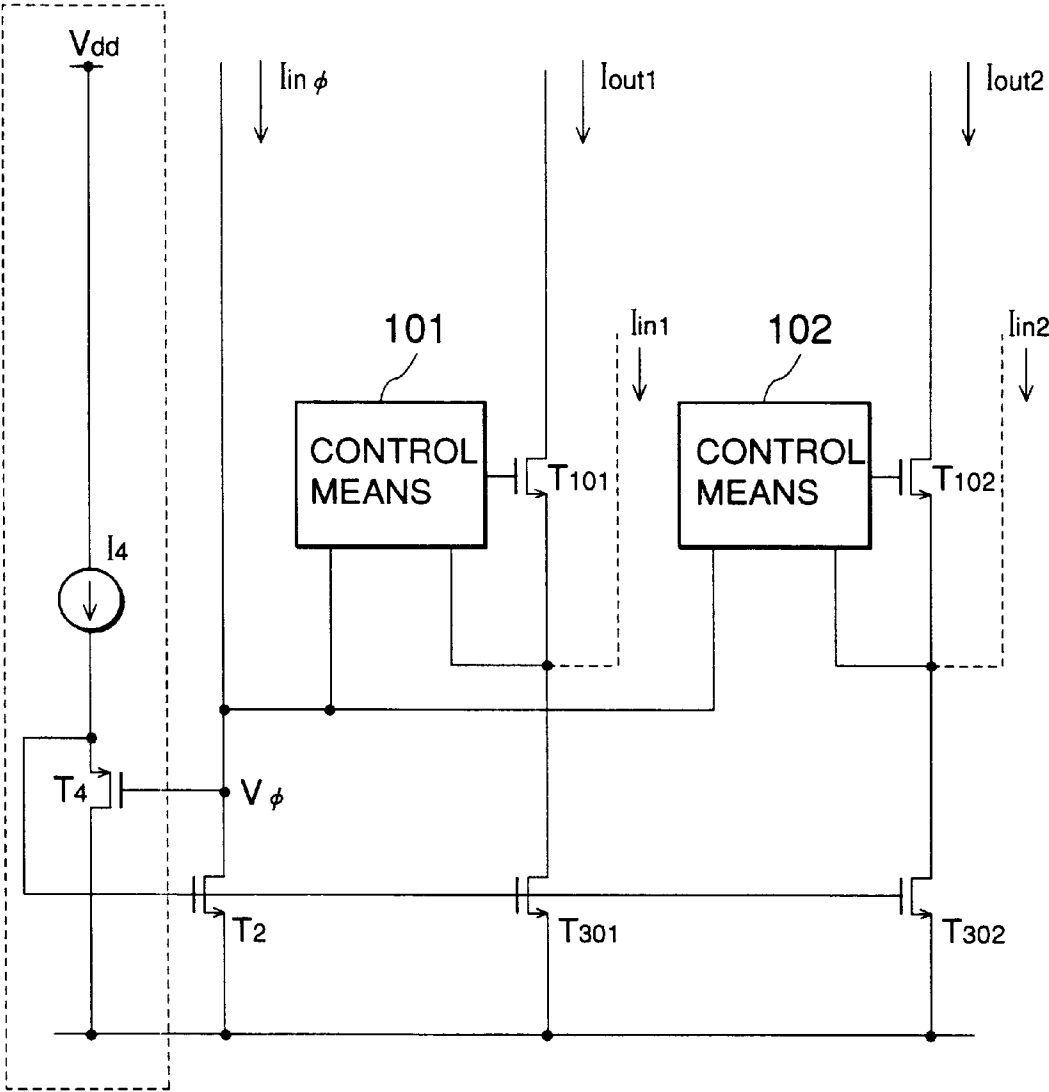 Vdd
Iin ϕ
Iout1
Iout2
101
Iin1
102
Iin2
CONTROL
MEANS
T101
CONTROL
MEANS
T102
I4
T4
Vϕ
T2
T301
T302